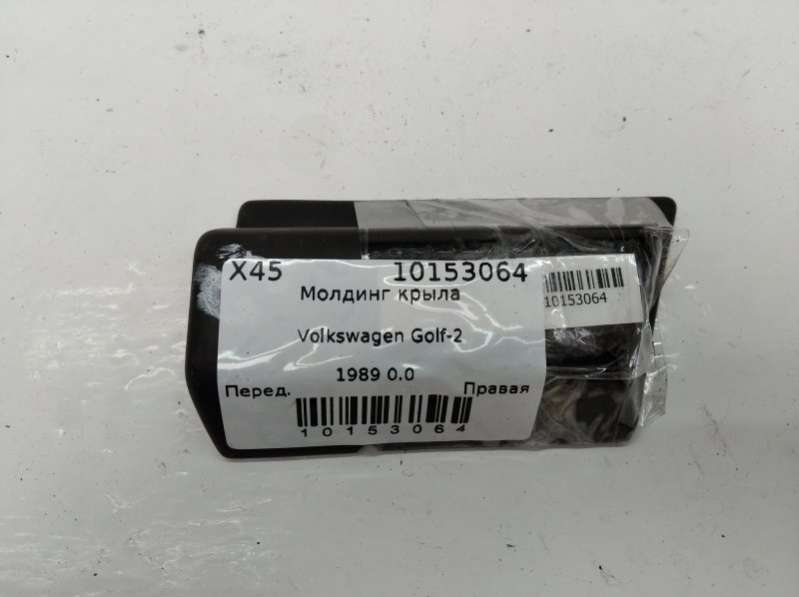 X45 10153064
Молдинг крыла
Volkswagen Golf-2
1989 0.0
Перед. Правая
10153064
10153064